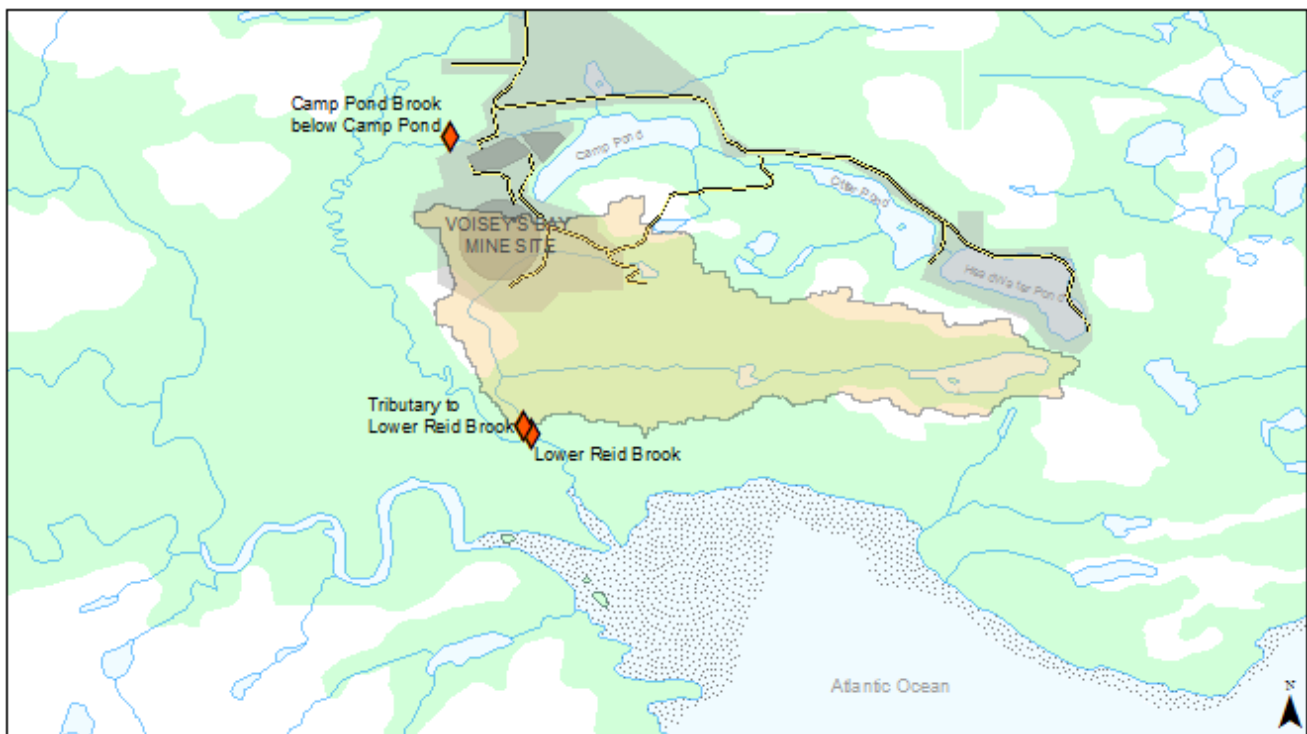 Camp Pond Brook
below Camp Pond
Camp Pond
Otter Pond
VOISEY'S BAY
MINE SITE
Headwater Pond
Tributary to
Lower Reid Brook
Lower Reid Brook
Atlantic Ocean
N